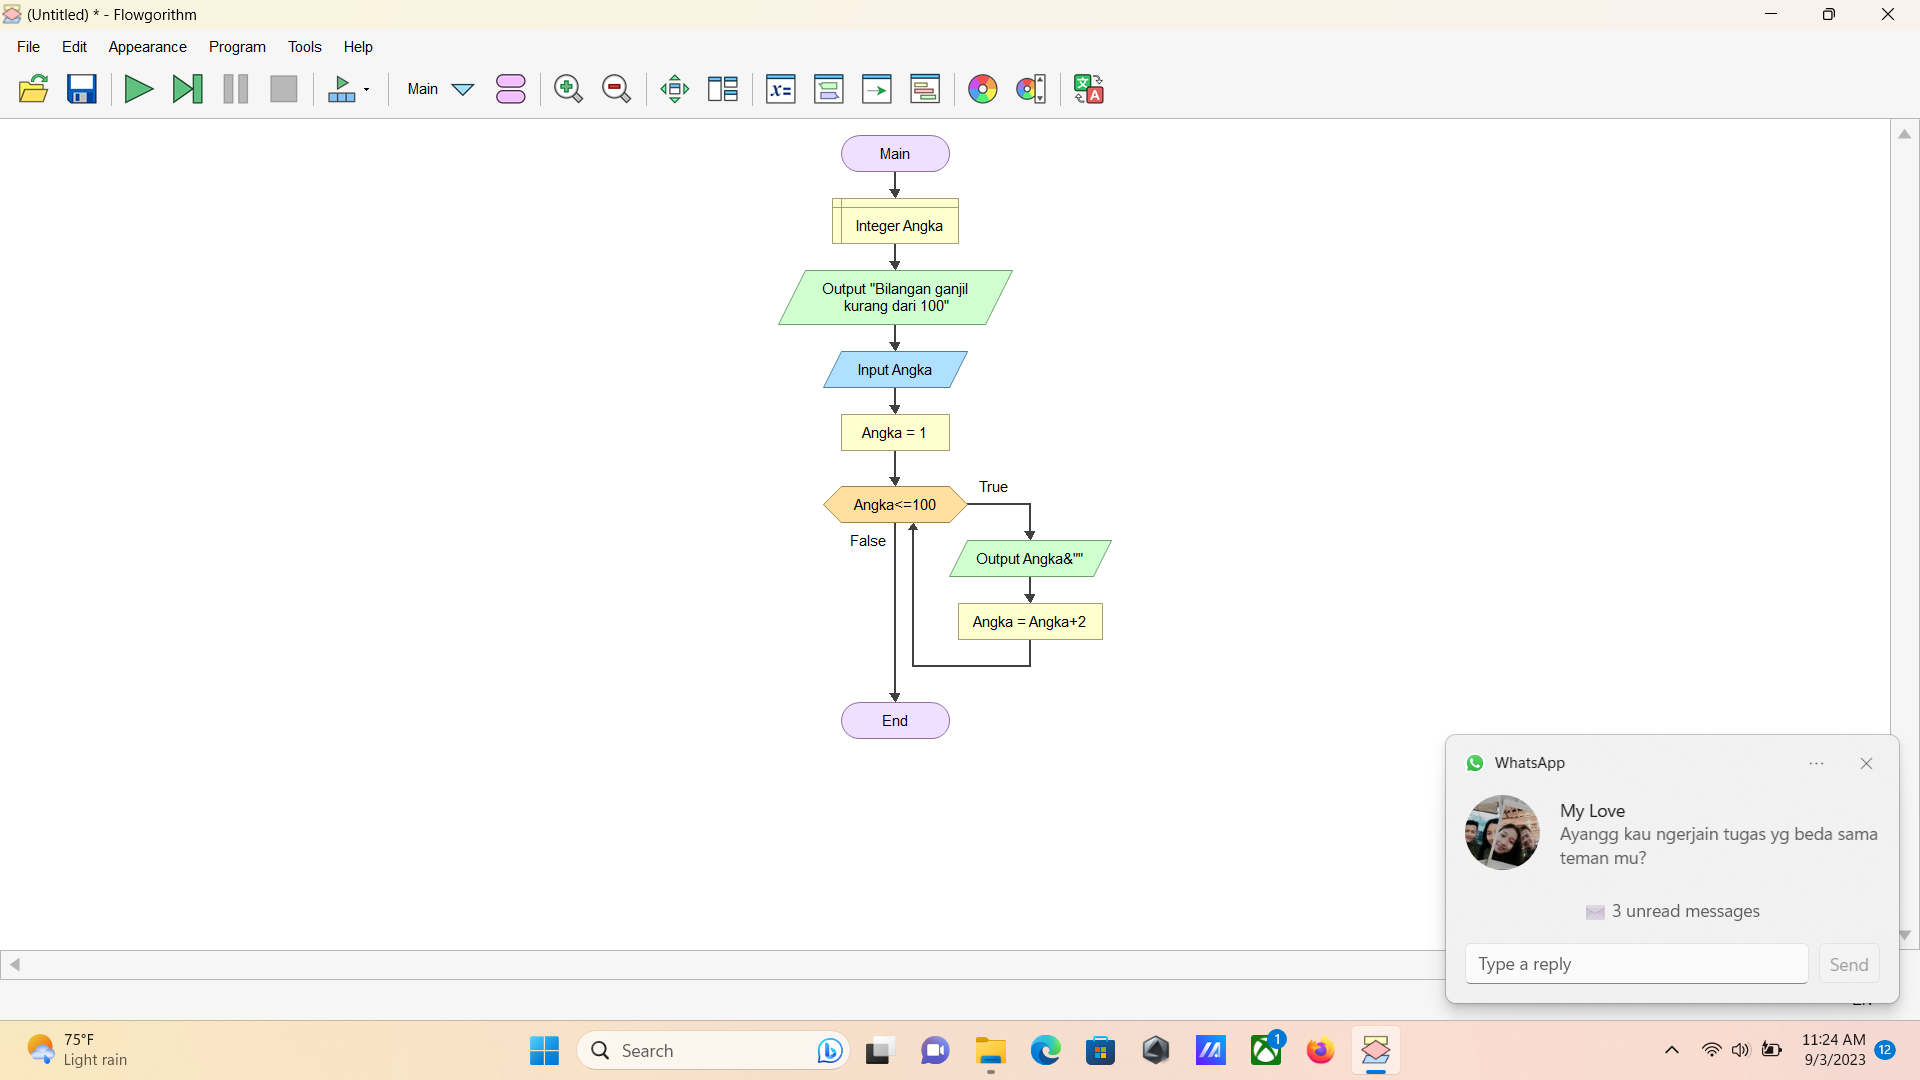 (Untitled) * - Flowgorithm
File Edit Appearance Program Tools Help
Main
x=
文
A
Main
Integer Angka
Output "Bilangan ganjil
kurang dari 100"
Input Angka
Angka = 1
Angka<=100
True
False
Output Angka&""
Angka = Angka+2
End
WhatsApp
My Love
Ayangg kau ngerjain tugas yg beda sama
teman mu?
3 unread messages
Type a reply
Send
75°F
Light rain
Search
1
11:24 AM
9/3/2023
12